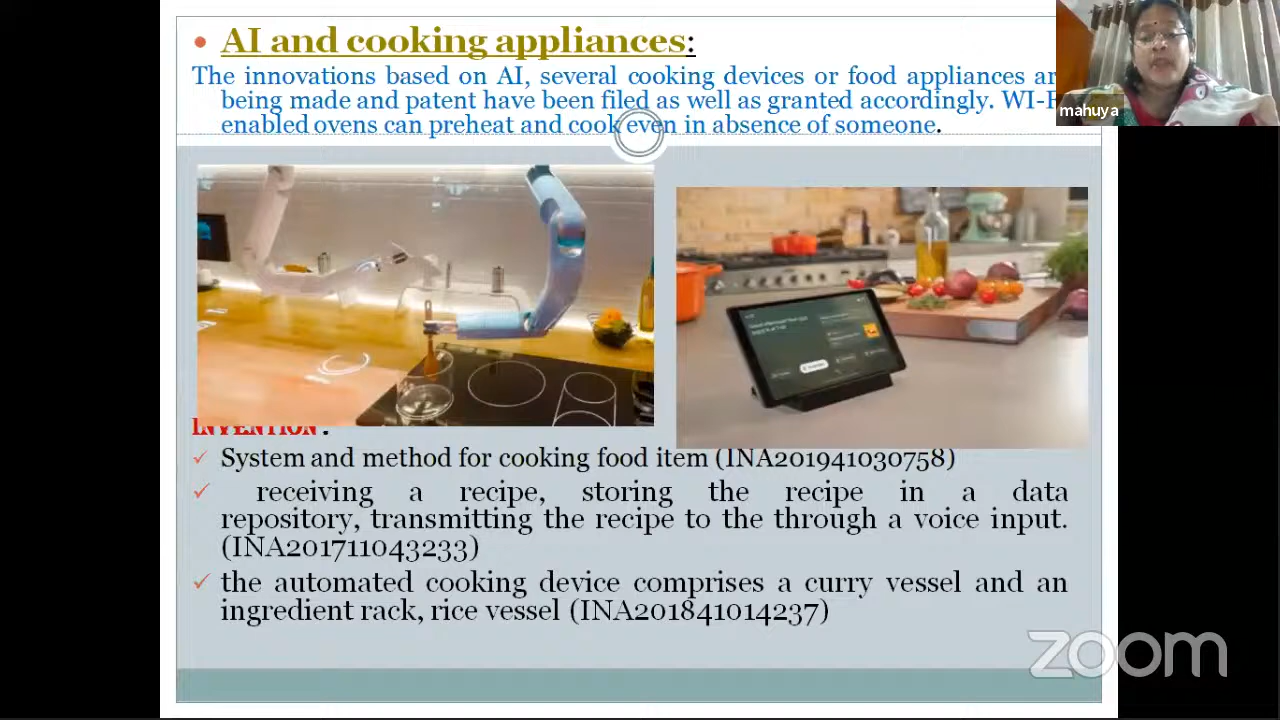 AI and cooking appliances:
The innovations based on AI, several cooking devices or food appliances ar
being made and patent have been filed as well as granted accordingly. WI-F
enabled ovens can preheat and cook even in absence of someone.
mahuya
INVENTION :
System and method for cooking food item (INA201941030758)
receiving a recipe, storing the recipe in a data
repository, transmitting the recipe to the through a voice input.
(INA201711043233)
the automated cooking device comprises a curry vessel and an
ingredient rack, rice vessel (INA201841014237)
zoom